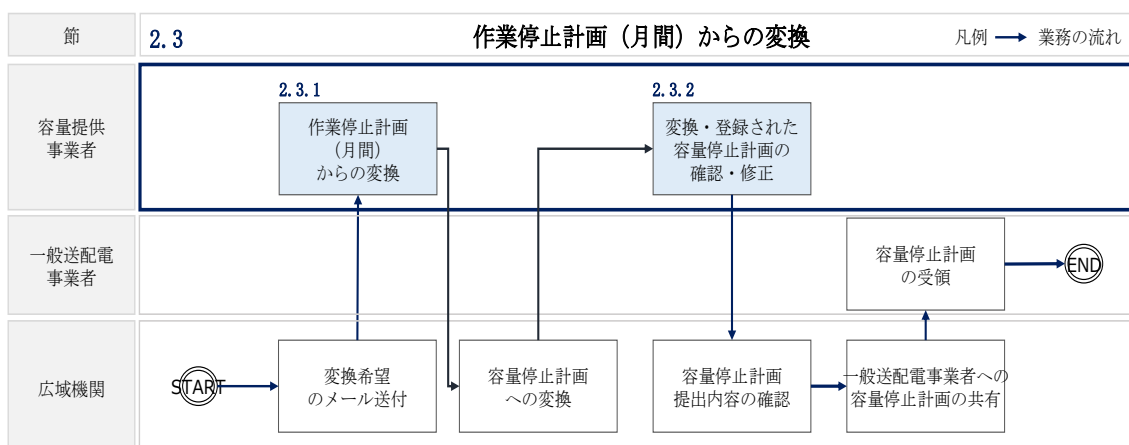 節
2.3
作業停止計画（月間）からの変換
凡例
業務の流れ
容量提供
事業者
2.3.1
作業停止計画
（月間）
からの変換
2.3.2
変換・登録された
容量停止計画の
確認・修正
一般送配電
事業者
容量停止計画
の受領
END
広域機関
START
変換希望
のメール送付
容量停止計画
への変換
容量停止計画
提出内容の確認
一般送配電事業者への
容量停止計画の共有